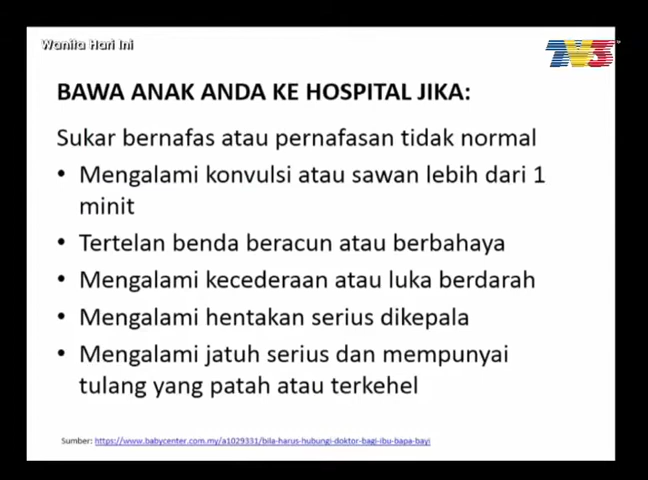 Wanita Hari Ini
TV3
BAWA ANAK ANDA KE HOSPITAL JIKA:
Sukar bernafas atau pernafasan tidak normal
• Mengalami konvulsi atau sawan lebih dari 1
minit
• Tertelan benda beracun atau berbahaya
• Mengalami kecederaan atau luka berdarah
• Mengalami hentakan serius dikepala
• Mengalami jatuh serius dan mempunyai
tulang yang patah atau terkehel
Sumber: https://www.babycenter.com.my/a1029331/bila-harus-hubungi-doktor-bagi-ibu-bapa-bayi